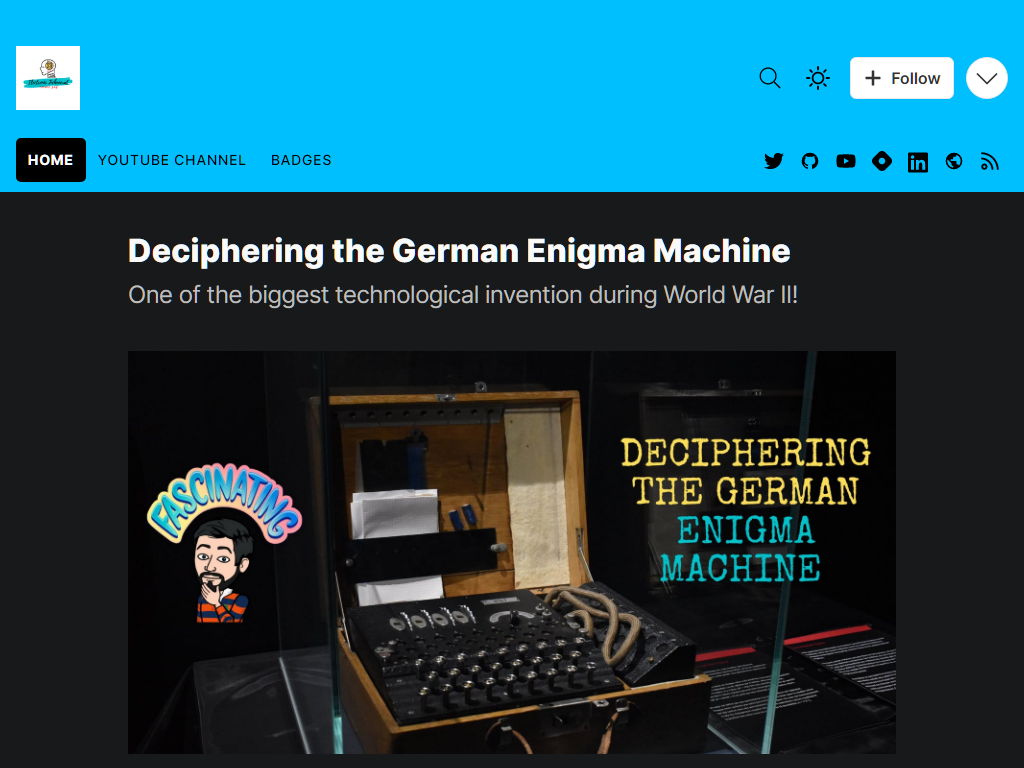 Follow
HOME
YOUTUBE CHANNEL
BADGES
Deciphering the German Enigma Machine
One of the biggest technological invention during World War II!
FASCINATING
DECIPHERING
THE GERMAN
ENIGMA
MACHINE